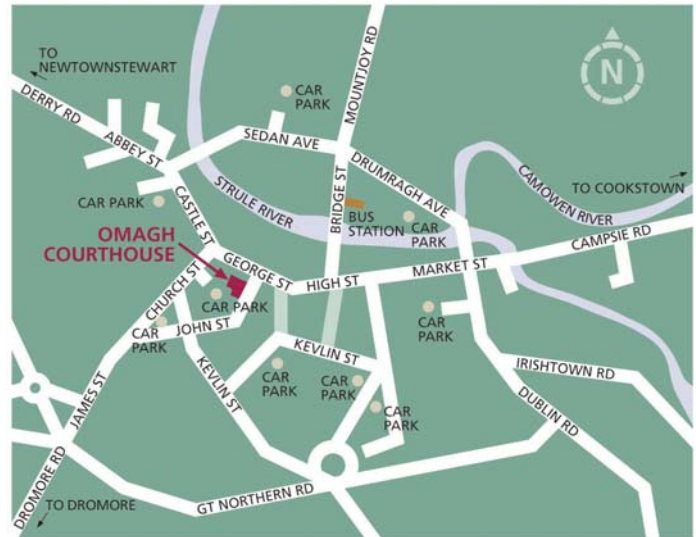 TO
NEWTOWNSTEWART
DERRY RD
ABBEY ST
CAR
PARK
MOUNTJOY RD
N
SEDAN AVE
DRUMRAGH AVE
CAR PARK
CASTLE ST
STRULE RIVER
BRIDGE ST
BUS
STATION
CAR
PARK
CAMOWEN RIVER
TO COOKSTOWN
CAMPSIE RD
OMAGH
COURTHOUSE
GEORGE ST
HIGH ST
MARKET ST
CHURCH ST
CAR PARK
JOHN ST
CAR
PARK
CAR
PARK
KEVLIN ST
KEVLIN ST
CAR
PARK
CAR
PARK
CAR
PARK
IRISHTOWN RD
DUBLIN RD
JAMES ST
DROMORE RD
TO DROMORE
GT NORTHERN RD